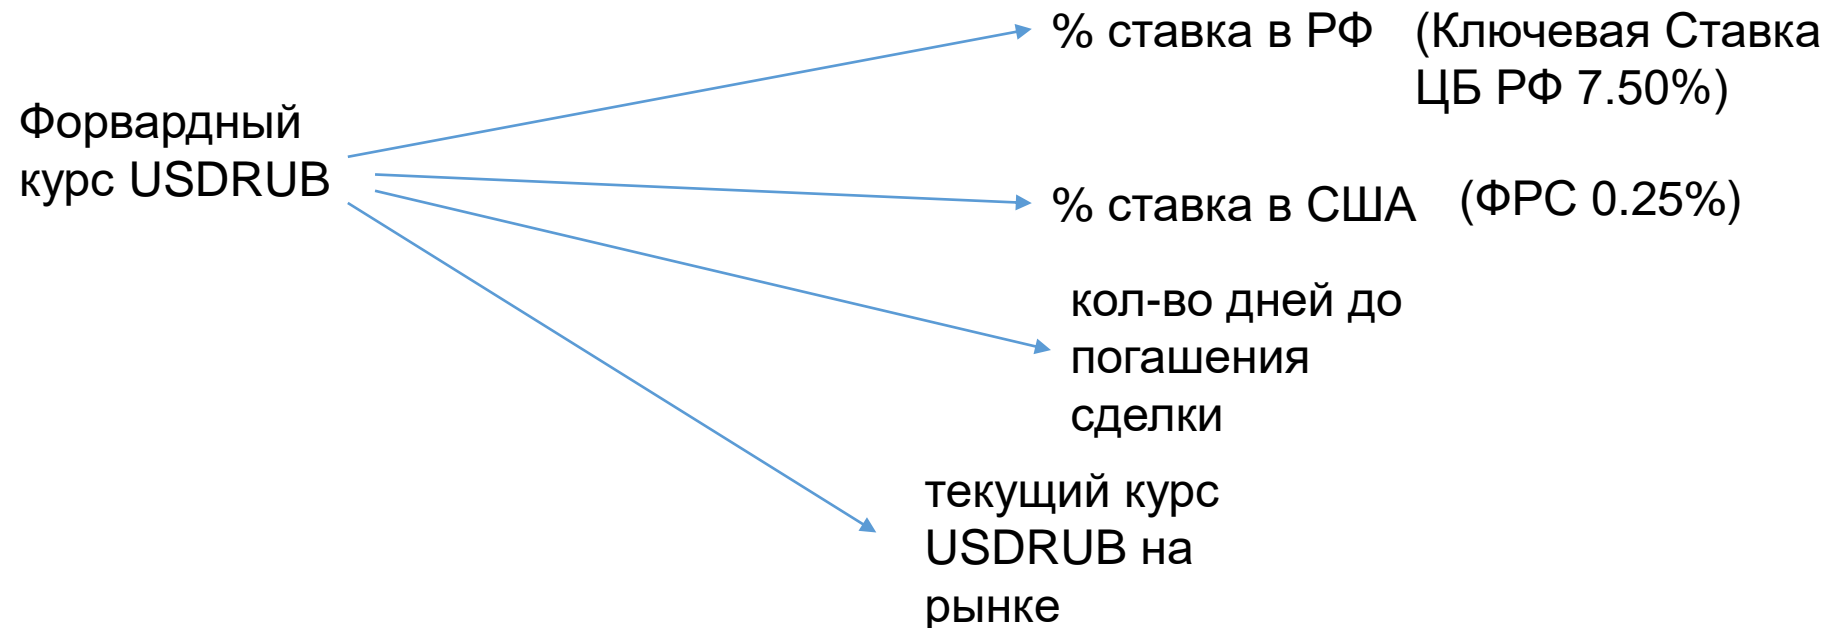 Форвардный
курс USDRUB
% ставка в РФ (Ключевая Ставка
ЦБ РФ 7.50%)
% ставка в США (ФРС 0.25%)
кол-во дней до
погашения
сделки
текущий курс
USDRUB на
рынке